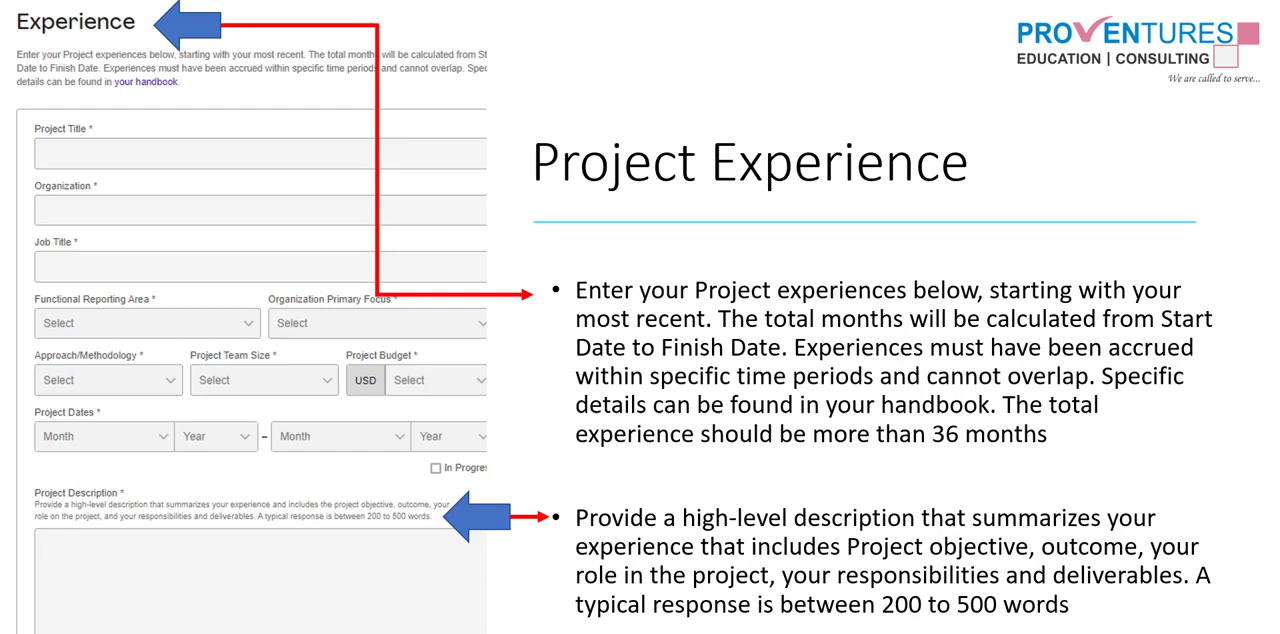 Experience
Enter your Project experiences below, starting with your most recent. The total months will be calculated from St
Date to Finish Date. Experiences must have been accrued within specific time periods and cannot overlap. Spec
details can be found in your handbook.
Project Title *
Organization *
Job Title *
Functional Reporting Area * Organization Primary Focus *
Select Select
Approach/Methodology * Project Team Size * Project Budget *
Select Select USD Select
Project Dates *
Month Year – Month Year
In Progres
Project Description *
Provide a high-level description that summarizes your experience and includes the project objective, outcome, your
role on the project, and your responsibilities and deliverables. A typical response is between 200 to 500 words.
PROVENTURES
EDUCATION | CONSULTING
We are called to serve...
Project Experience
• Enter your Project experiences below, starting with your
most recent. The total months will be calculated from Start
Date to Finish Date. Experiences must have been accrued
within specific time periods and cannot overlap. Specific
details can be found in your handbook. The total
experience should be more than 36 months
• Provide a high-level description that summarizes your
experience that includes Project objective, outcome, your
role in the project, your responsibilities and deliverables. A
typical response is between 200 to 500 words